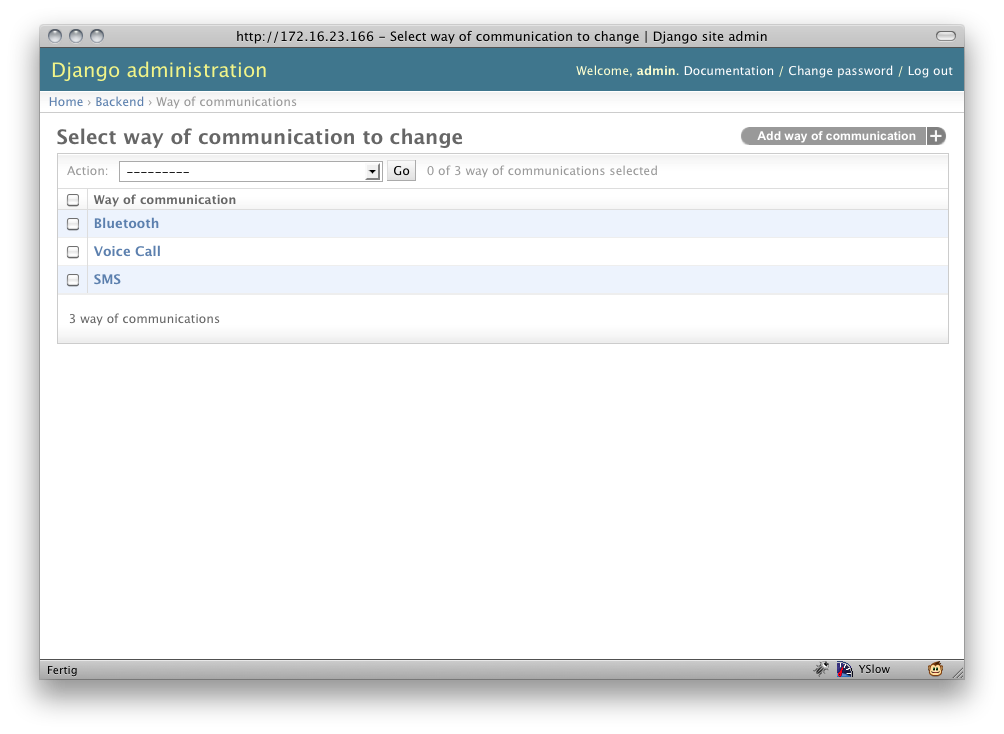 http://172.16.23.166 – Select way of communication to change | Django site admin
Django administration
Welcome, admin. Documentation / Change password / Log out
Home › Backend › Way of communications
Select way of communication to change
Add way of communication +
Action: --------- Go 0 of 3 way of communications selected
Way of communication
Bluetooth
Voice Call
SMS
3 way of communications
Fertig
YSlow